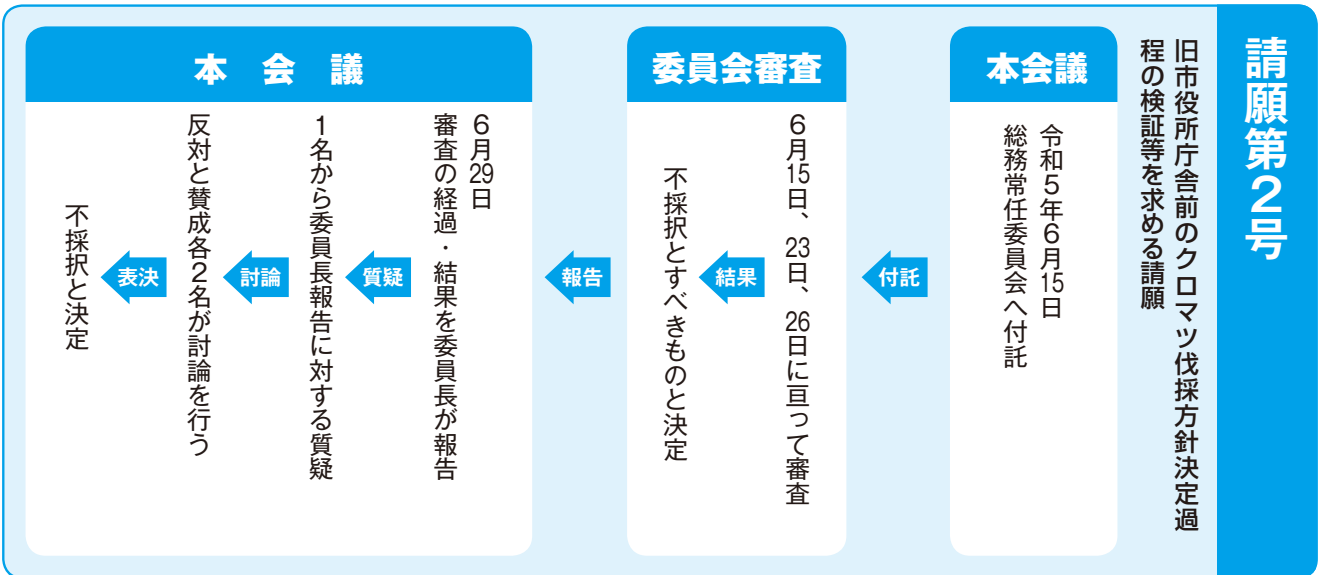 請願第2号
旧市役所庁舎前のクロマツ伐採方針決定過
程の検証等を求める請願
本会議
令和5年6月15日
総務常任委員会へ付託
付託
委員会審査
6月15日、23日、26日に亘って審査
結果
不採択とすべきものと決定
報告
本会議
6月29日
審査の経過・結果を委員長が報告
質疑
1名から委員長報告に対する質疑
討論
反対と賛成各2名が討論を行う
表決
不採択と決定